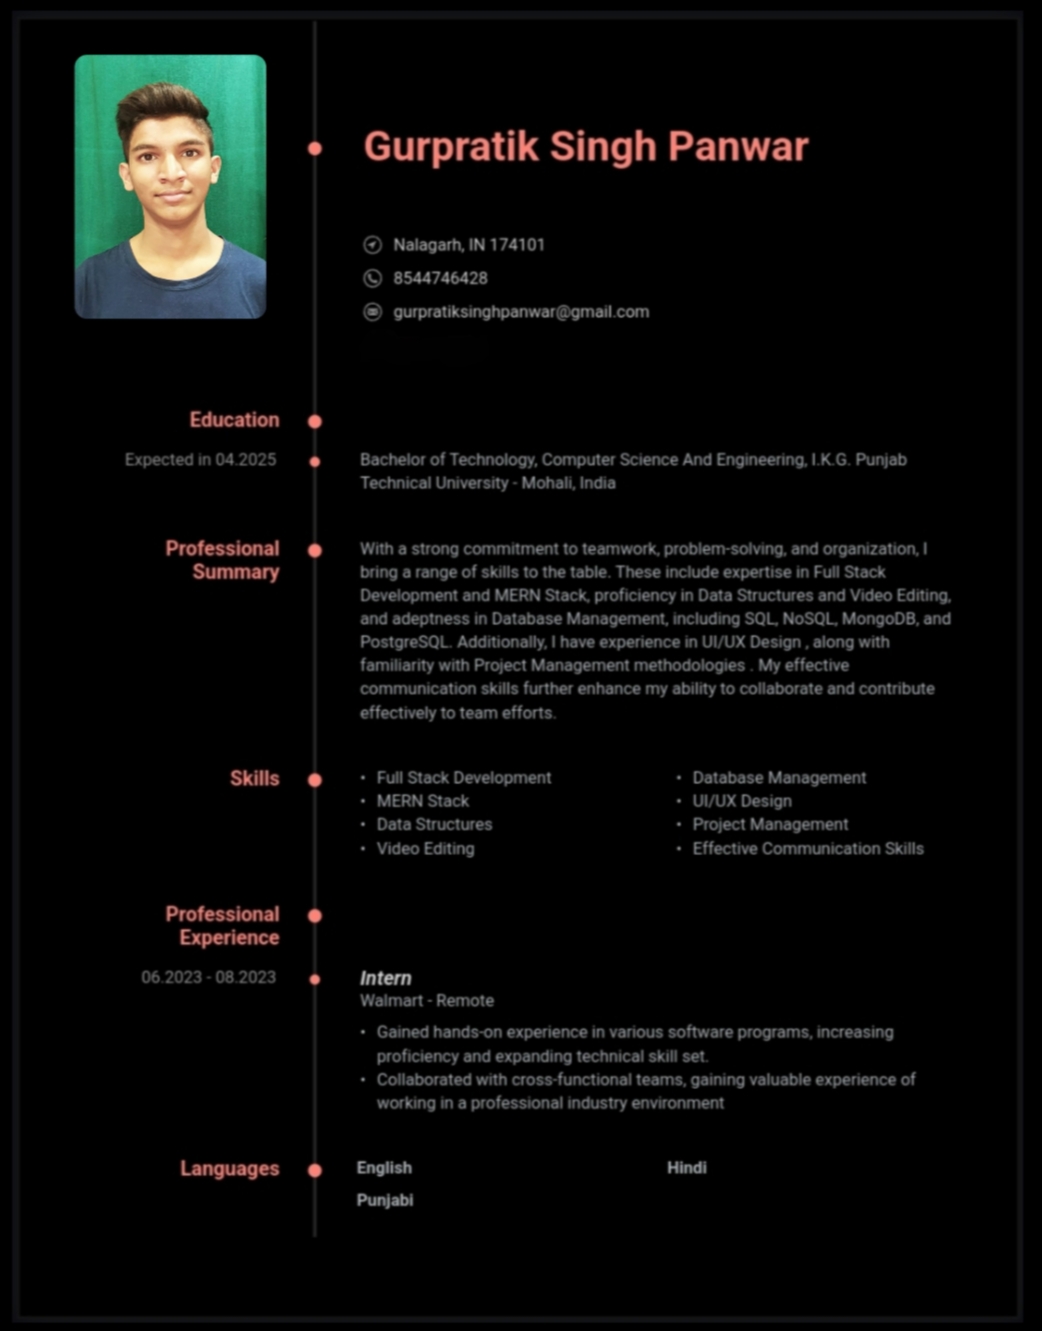 Gurpratik Singh Panwar
Nalagarh, IN 174101
8544746428
gurpratiksinghpanwar@gmail.com
Education
Expected in 04.2025
Bachelor of Technology, Computer Science And Engineering, I.K.G. Punjab
Technical University - Mohali, India
Professional
Summary
With a strong commitment to teamwork, problem-solving, and organization, I
bring a range of skills to the table. These include expertise in Full Stack
Development and MERN Stack, proficiency in Data Structures and Video Editing,
and adeptness in Database Management, including SQL, NoSQL, MongoDB, and
PostgreSQL. Additionally, I have experience in UI/UX Design , along with
familiarity with Project Management methodologies . My effective
communication skills further enhance my ability to collaborate and contribute
effectively to team efforts.
Skills
• Full Stack Development
• MERN Stack
• Data Structures
• Video Editing
• Database Management
• UI/UX Design
• Project Management
• Effective Communication Skills
Professional
Experience
06.2023 - 08.2023
Intern
Walmart - Remote
• Gained hands-on experience in various software programs, increasing
proficiency and expanding technical skill set.
• Collaborated with cross-functional teams, gaining valuable experience of
working in a professional industry environment
Languages
English
Hindi
Punjabi